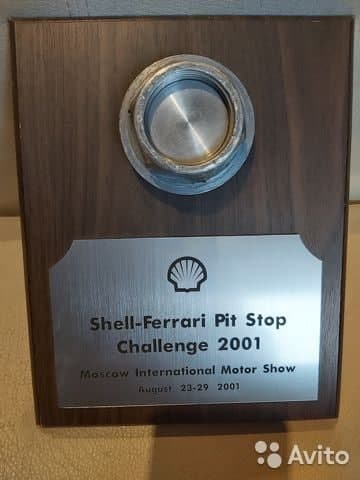 Shell-Ferrari Pit Stop
Challenge 2001
Moscow International Motor Show
August 23-29 2001
Avito